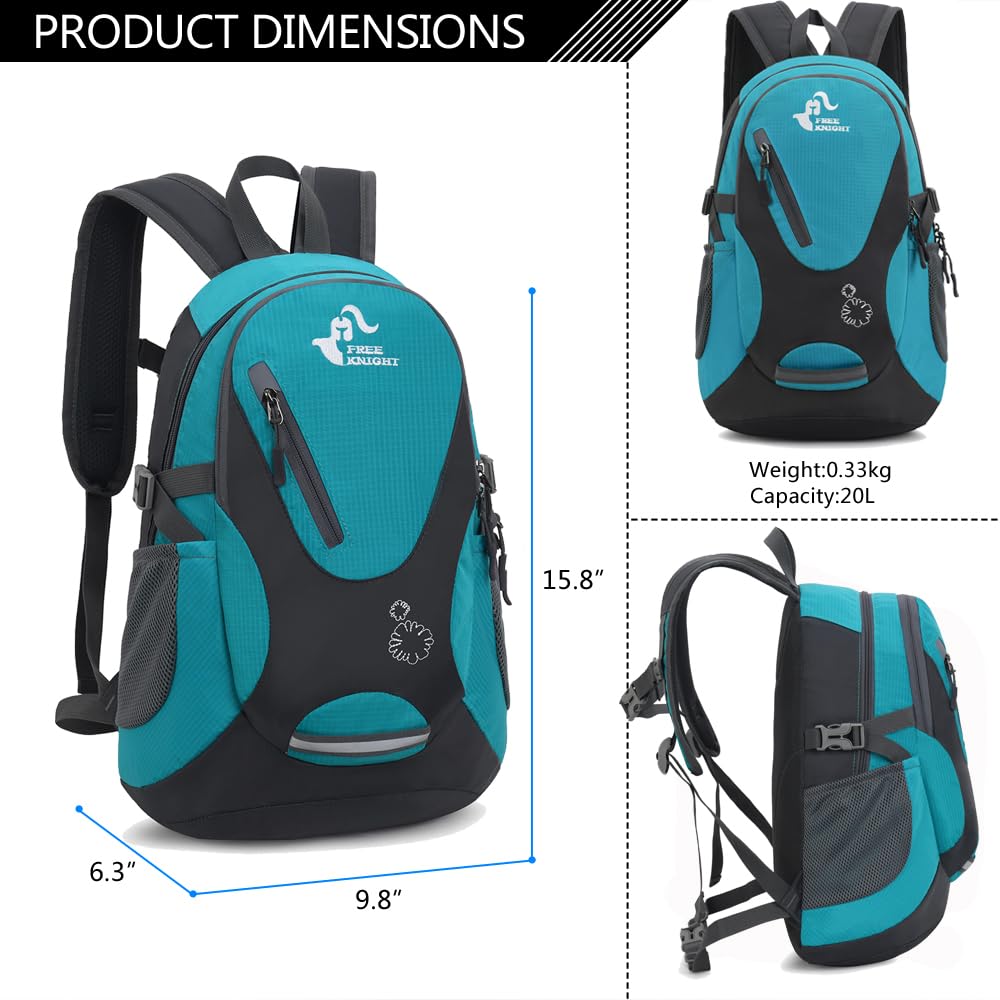 PRODUCT DIMENSIONS
FREE
KNIGHT
15.8”
6.3”
9.8”
FREE
KNIGHT
Weight:0.33kg
Capacity:20L